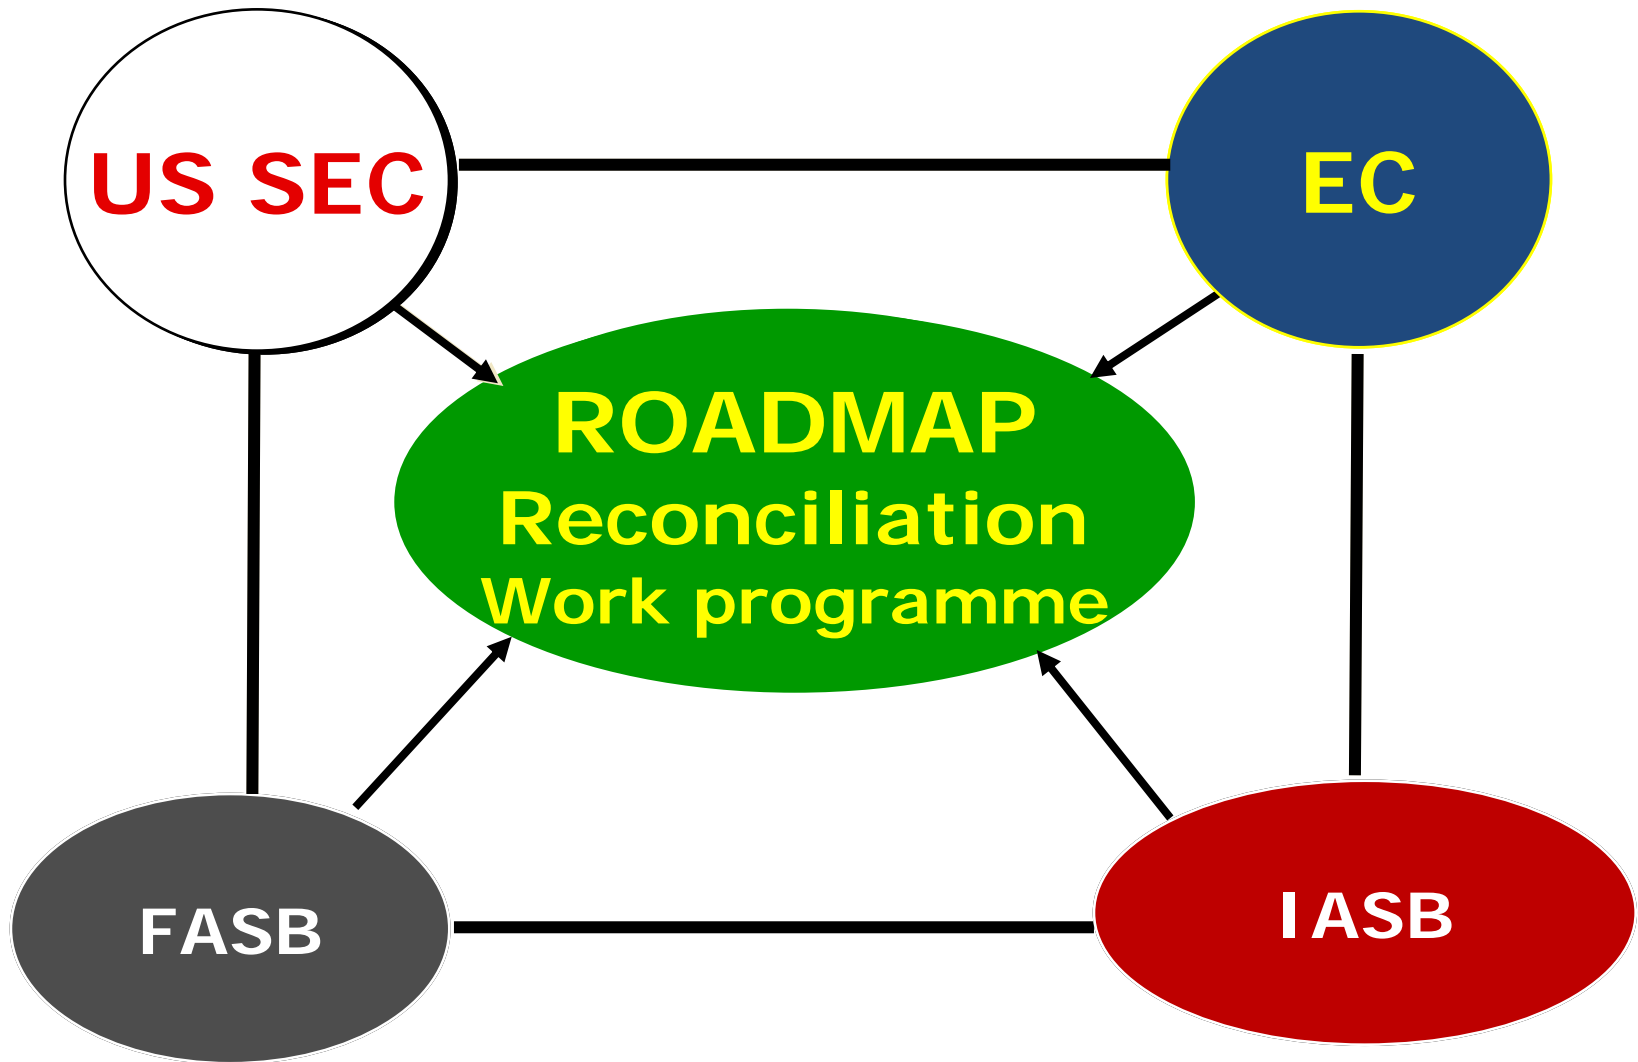 US SEC
EC
ROADMAP
Reconciliation
Work programme
FASB
IASB